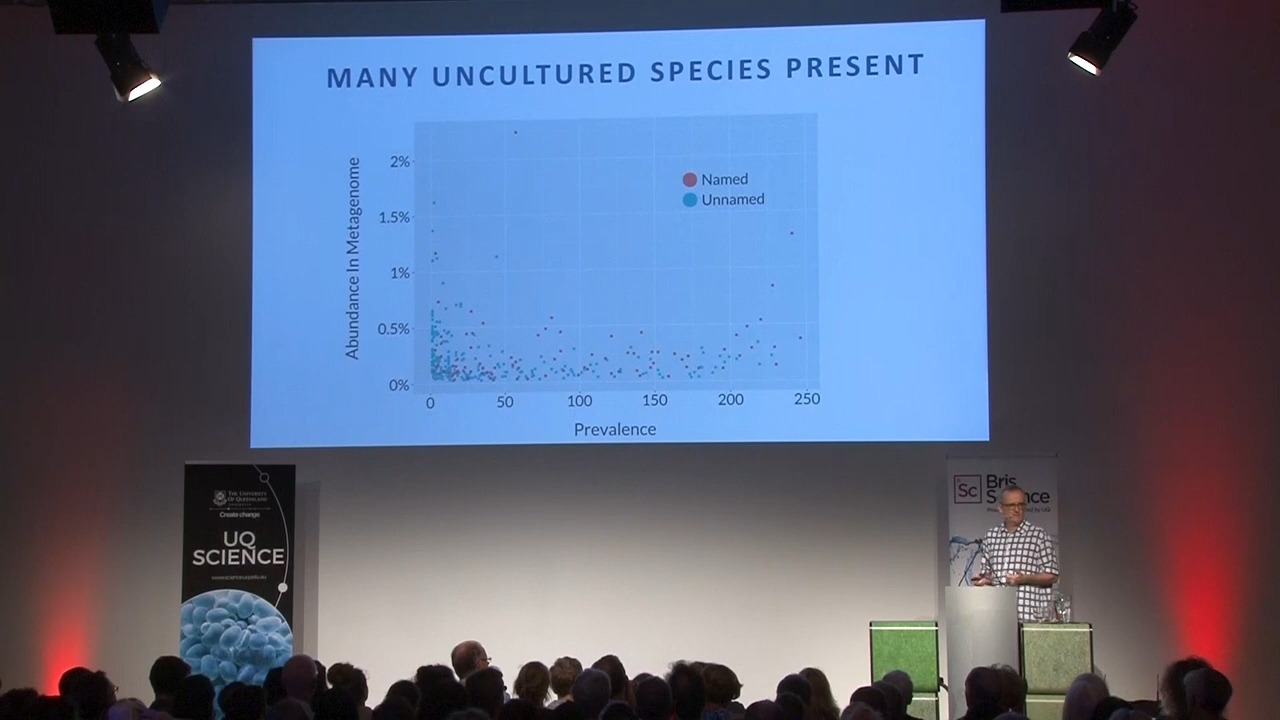 MANY UNCULTURED SPECIES PRESENT
Abundance In Metagenome
2%
1.5%
1%
0.5%
0%
Named
Unnamed
0
50
100
150
200
250
Prevalence
THE UNIVERSITY
OF QUEENSLAND
Create change
UQ
SCIENCE
Sc
Bris